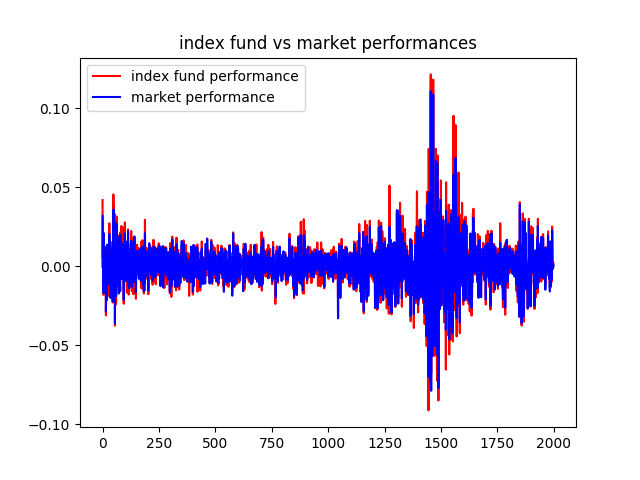 index fund vs market performances
index fund performance
market performance
0.10
0.05
0.00
−0.05
−0.10
0 250 500 750 1000 1250 1500 1750 2000